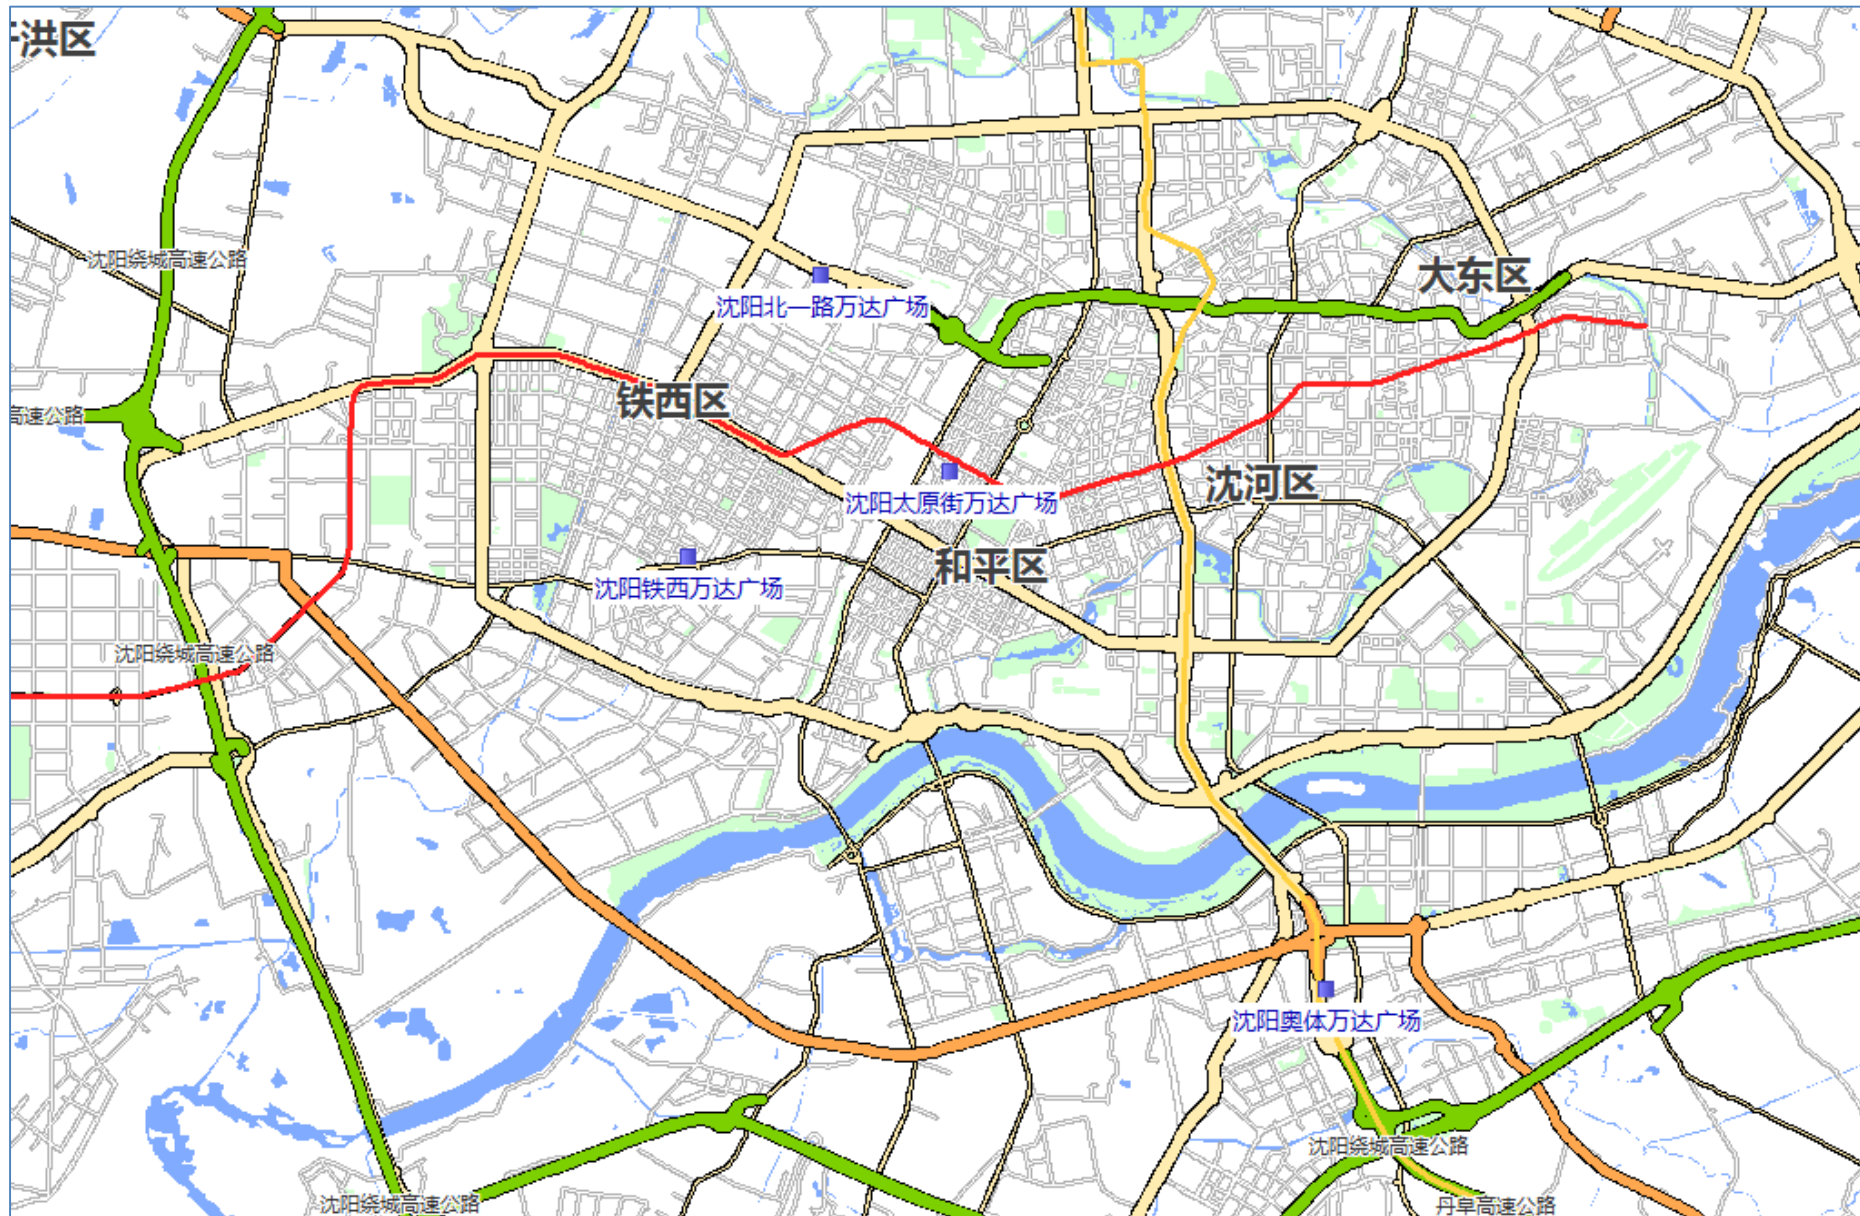 洪区
沈阳绕城高速公路
大东区
沈阳北一路万达广场
铁西区
高速公路
沈河区
沈阳太原街万达广场
和平区
沈阳铁西万达广场
沈阳绕城高速公路
沈阳奥体万达广场
沈阳绕城高速公路
沈阳绕城高速公路
丹阜高速公路